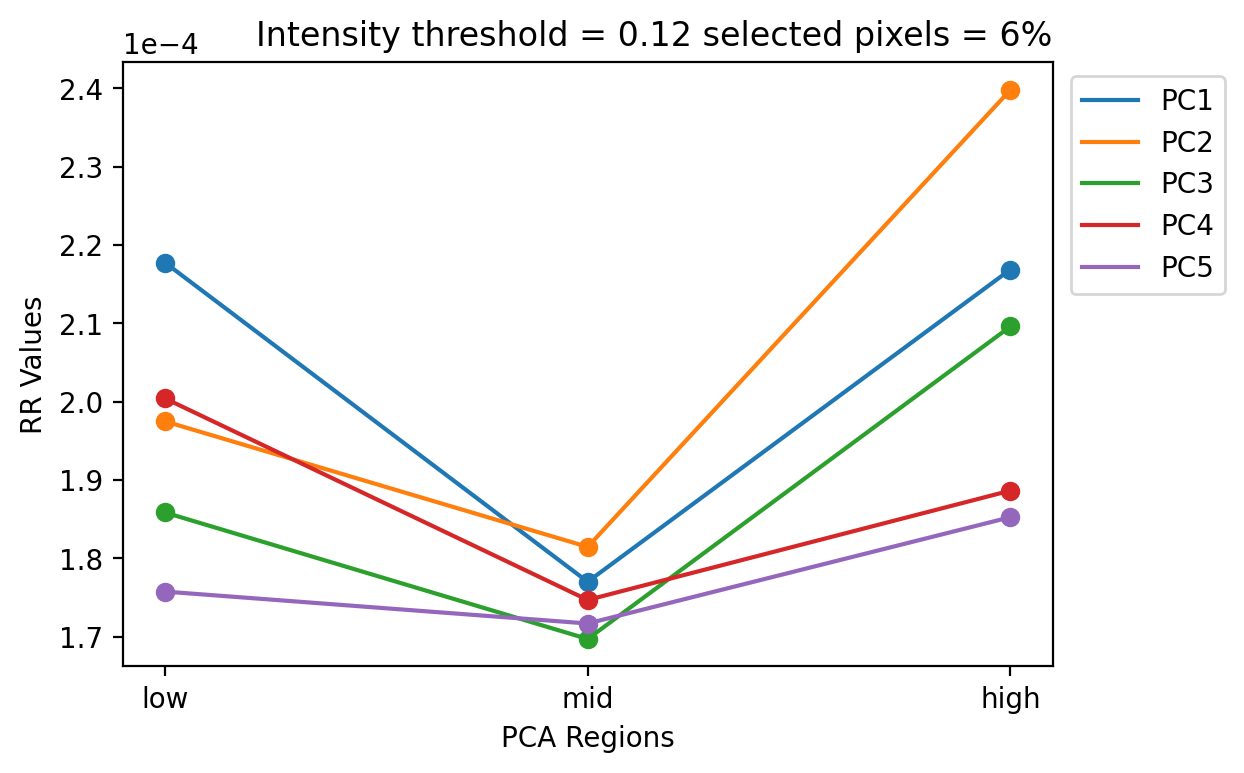 Intensity threshold = 0.12 selected pixels = 6%
1e−4
2.4
2.3
2.2
2.1
2.0
1.9
1.8
1.7
RR Values
low mid high
PCA Regions
PC1
PC2
PC3
PC4
PC5